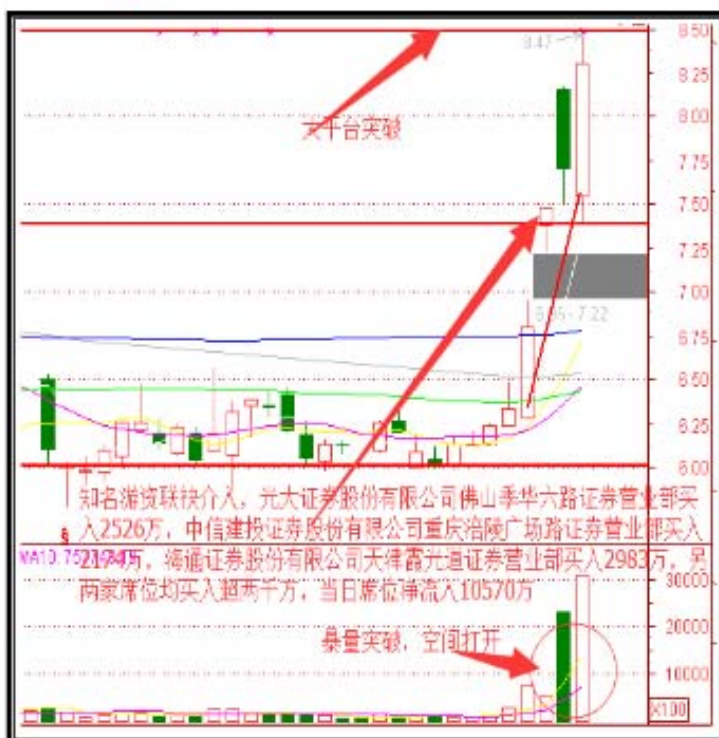 8.50
8.47
8.25
大平台突破
8.00
7.75
7.50
7.25
7.00
6.95-7.22
6.75
6.50
6.25
6.00
知名游资联袂介入，光大证券股份有限公司佛山季华六路证券营业部买
入2526万，中信建投证券股份有限公司重庆涪陵广场路证券营业部买入
万，海通证券股份有限公司天津霞光道证券营业部买入2983万，另
两家席位均买入超两千万，当日席位净流入10570万
30000
暴量突破，空间打开
20000
10000
X100